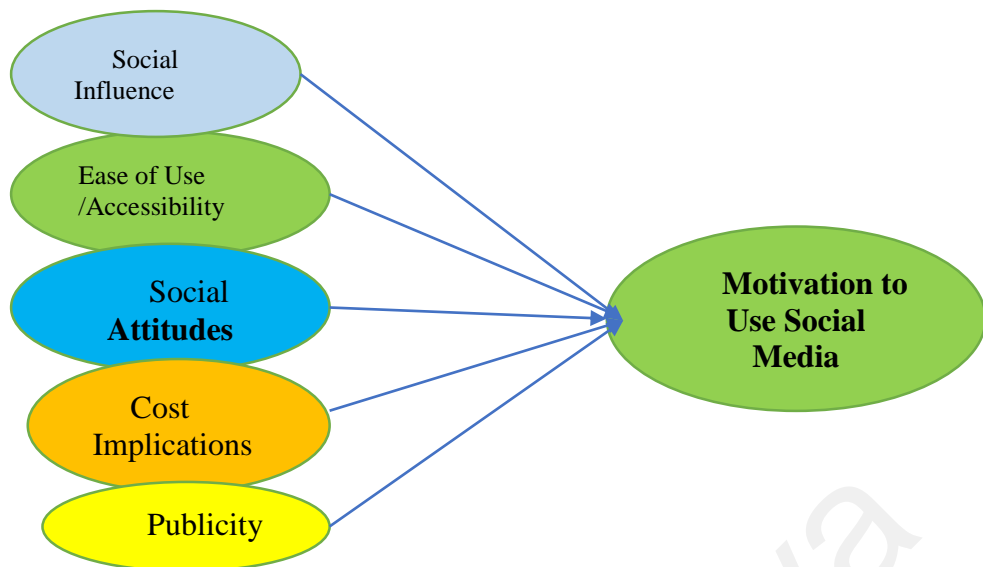 Social
Influence
Ease of Use
/Accessibility
Social
Attitudes
Cost
Implications
Publicity
Motivation to
Use Social
Media